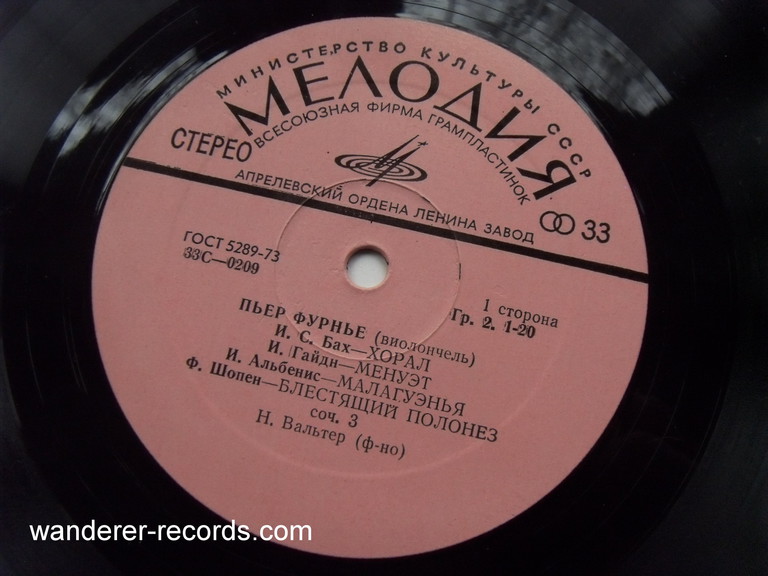 МИНИСТЕРСТВО КУЛЬТУРЫ СССР
МЕЛОДИЯ
ВСЕСОЮЗНАЯ ФИРМА ГРАМПЛАСТИНОК
СТЕРЕО
АПРЕЛЕВСКИЙ ОРДЕНА ЛЕНИНА ЗАВОД
33
ГОСТ 5289-73
33С—0209
1 сторона
Гр. 2. 1-20
ПЬЕР ФУРНЬЕ (виолончель)
И. С. Бах—ХОРАЛ
И. Гайдн—МЕНУЭТ
И. Альбенис—МАЛАГУЭНЬЯ
Ф. Шопен—БЛЕСТЯЩИЙ ПОЛОНЕЗ
соч. 3
Н. Вальтер (ф-но)
wanderer-records.com